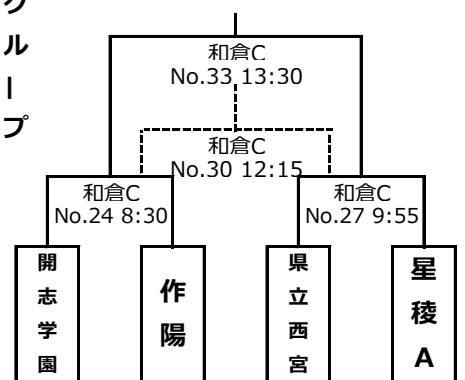 グループ
和倉C
No.33 13:30
和倉C
No.30 12:15
和倉C
No.24 8:30
和倉C
No.27 9:55
開志学園
作陽
県立西宮
星稜A